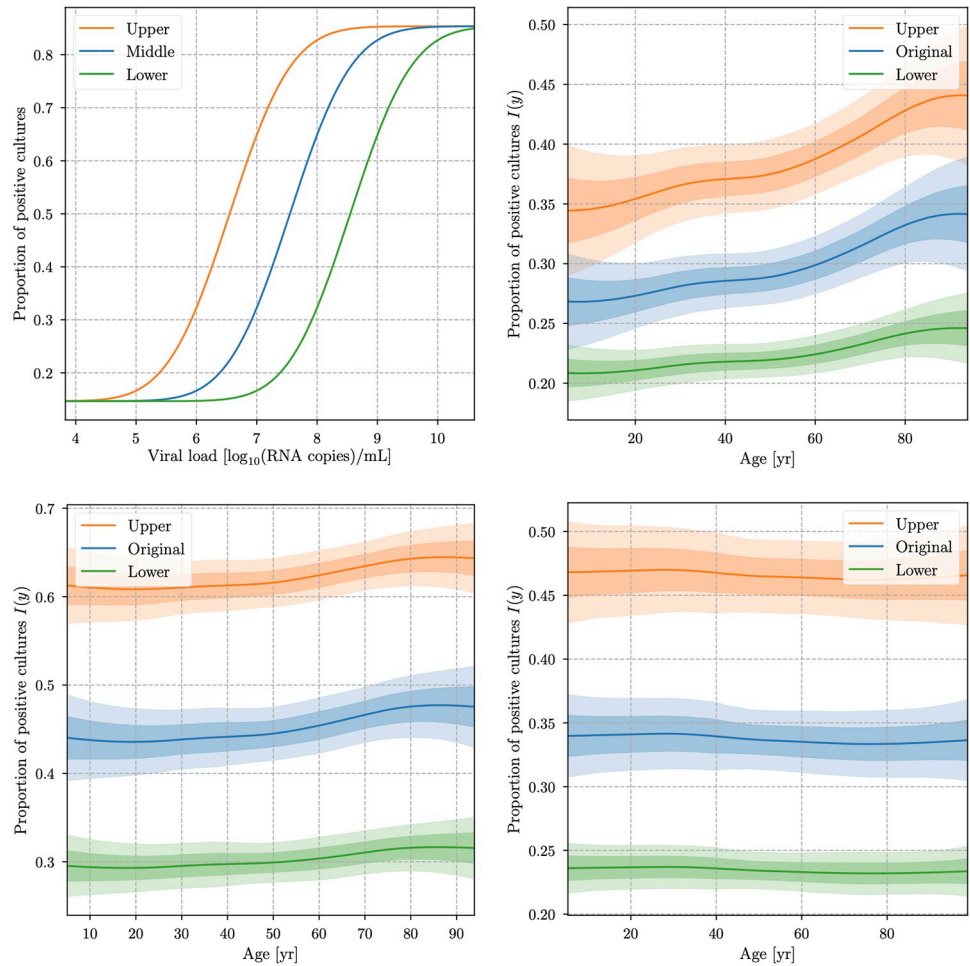 Upper
Middle
Lower
0.8
0.7
0.6
0.5
0.4
0.3
0.2
Proportion of positive cultures
4 5 6 7 8 9 10
Viral load [log10(RNA copies)/mL]
Upper
Original
Lower
0.50
0.45
0.40
0.35
0.30
0.25
0.20
Proportion of positive cultures I(y)
20 40 60 80
Age [yr]
Upper
Original
Lower
0.7
0.6
0.5
0.4
0.3
Proportion of positive cultures I(y)
10 20 30 40 50 60 70 80 90
Age [yr]
Upper
Original
Lower
0.50
0.45
0.40
0.35
0.30
0.25
0.20
Proportion of positive cultures I(y)
20 40 60 80
Age [yr]